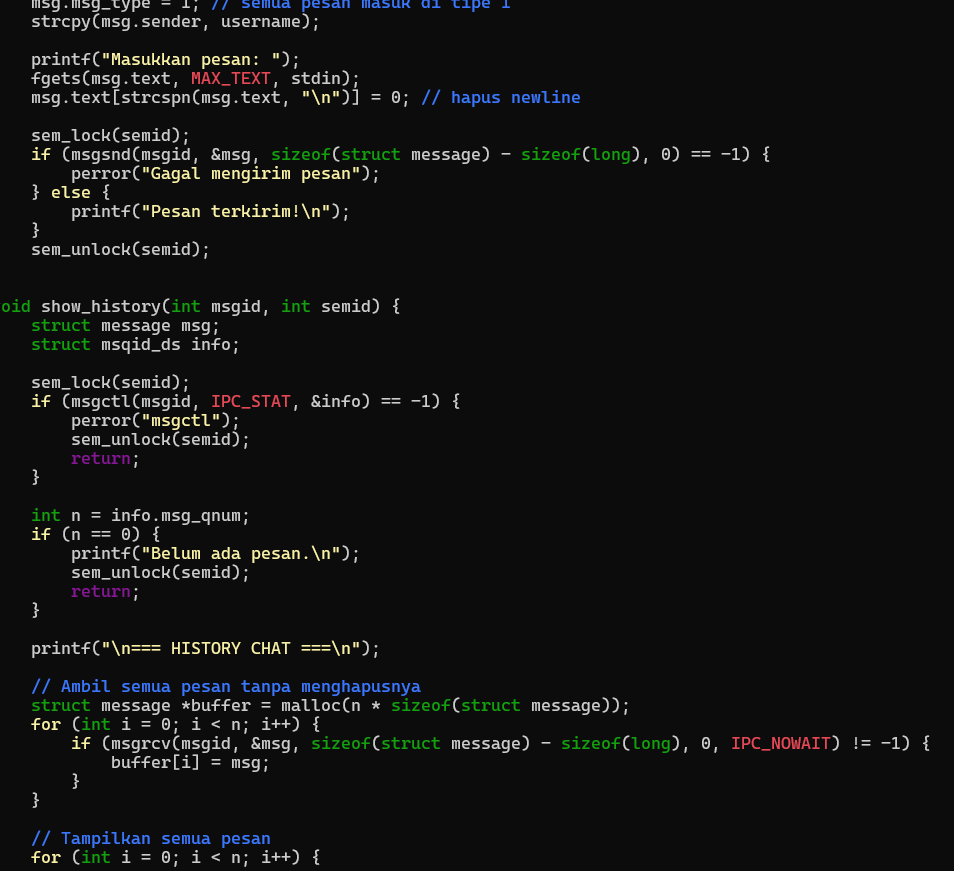 msg.msg_type = 1; // semua pesan masuk di tipe 1
strcpy(msg.sender, username);
printf("Masukkan pesan: ");
fgets(msg.text, MAX_TEXT, stdin);
msg.text[strcspn(msg.text, "\n")] = 0; // hapus newline
sem_lock(semid);
if (msgsnd(msgid, &msg, sizeof(struct message) - sizeof(long), 0) == -1) {
perror("Gagal mengirim pesan");
} else {
printf("Pesan terkirim!\n");
}
sem_unlock(semid);
oid show_history(int msgid, int semid) {
struct message msg;
struct msqid_ds info;
sem_lock(semid);
if (msgctl(msgid, IPC_STAT, &info) == -1) {
perror("msgctl");
sem_unlock(semid);
return;
}
int n = info.msg_qnum;
if (n == 0) {
printf("Belum ada pesan.\n");
sem_unlock(semid);
return;
}
printf("\n=== HISTORY CHAT ===\n");
// Ambil semua pesan tanpa menghapusnya
struct message *buffer = malloc(n * sizeof(struct message));
for (int i = 0; i < n; i++) {
if (msgrcv(msgid, &msg, sizeof(struct message) - sizeof(long), 0, IPC_NOWAIT) != -1) {
buffer[i] = msg;
}
}
// Tampilkan semua pesan
for (int i = 0; i < n; i++) {